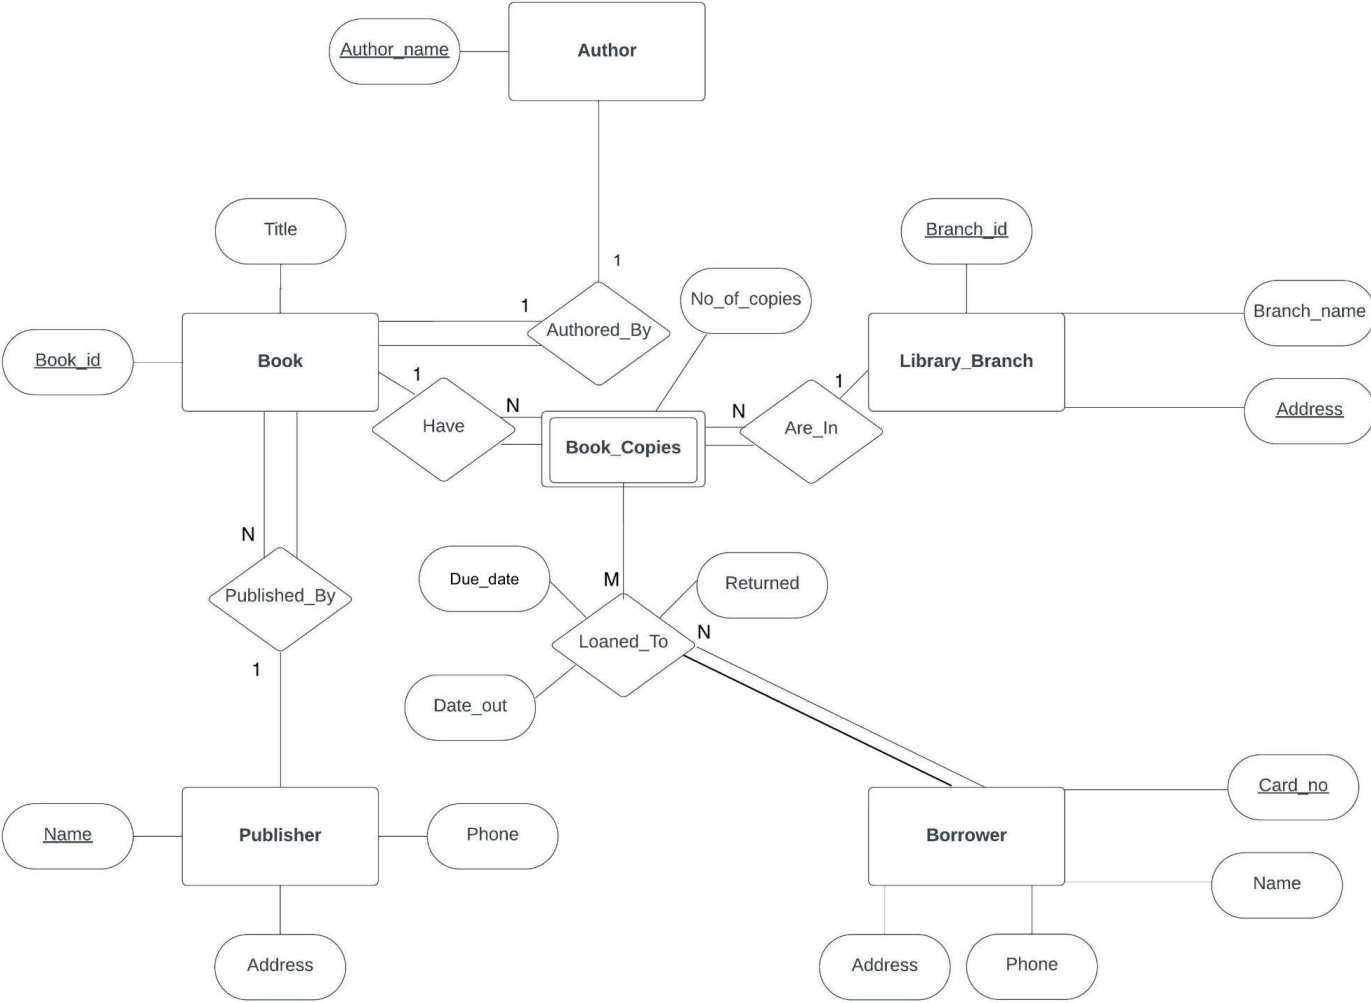 Author_name
Author
Title
Branch_id
1
No_of_copies
1
Branch_name
Authored_By
Book_id
Book
Library_Branch
1
1
Address
N
N
Have
Are_In
Book_Copies
N
Due_date
M
Returned
Published_By
Loaned_To
N
1
Date_out
Card_no
Name
Publisher
Phone
Borrower
Name
Address
Address
Phone